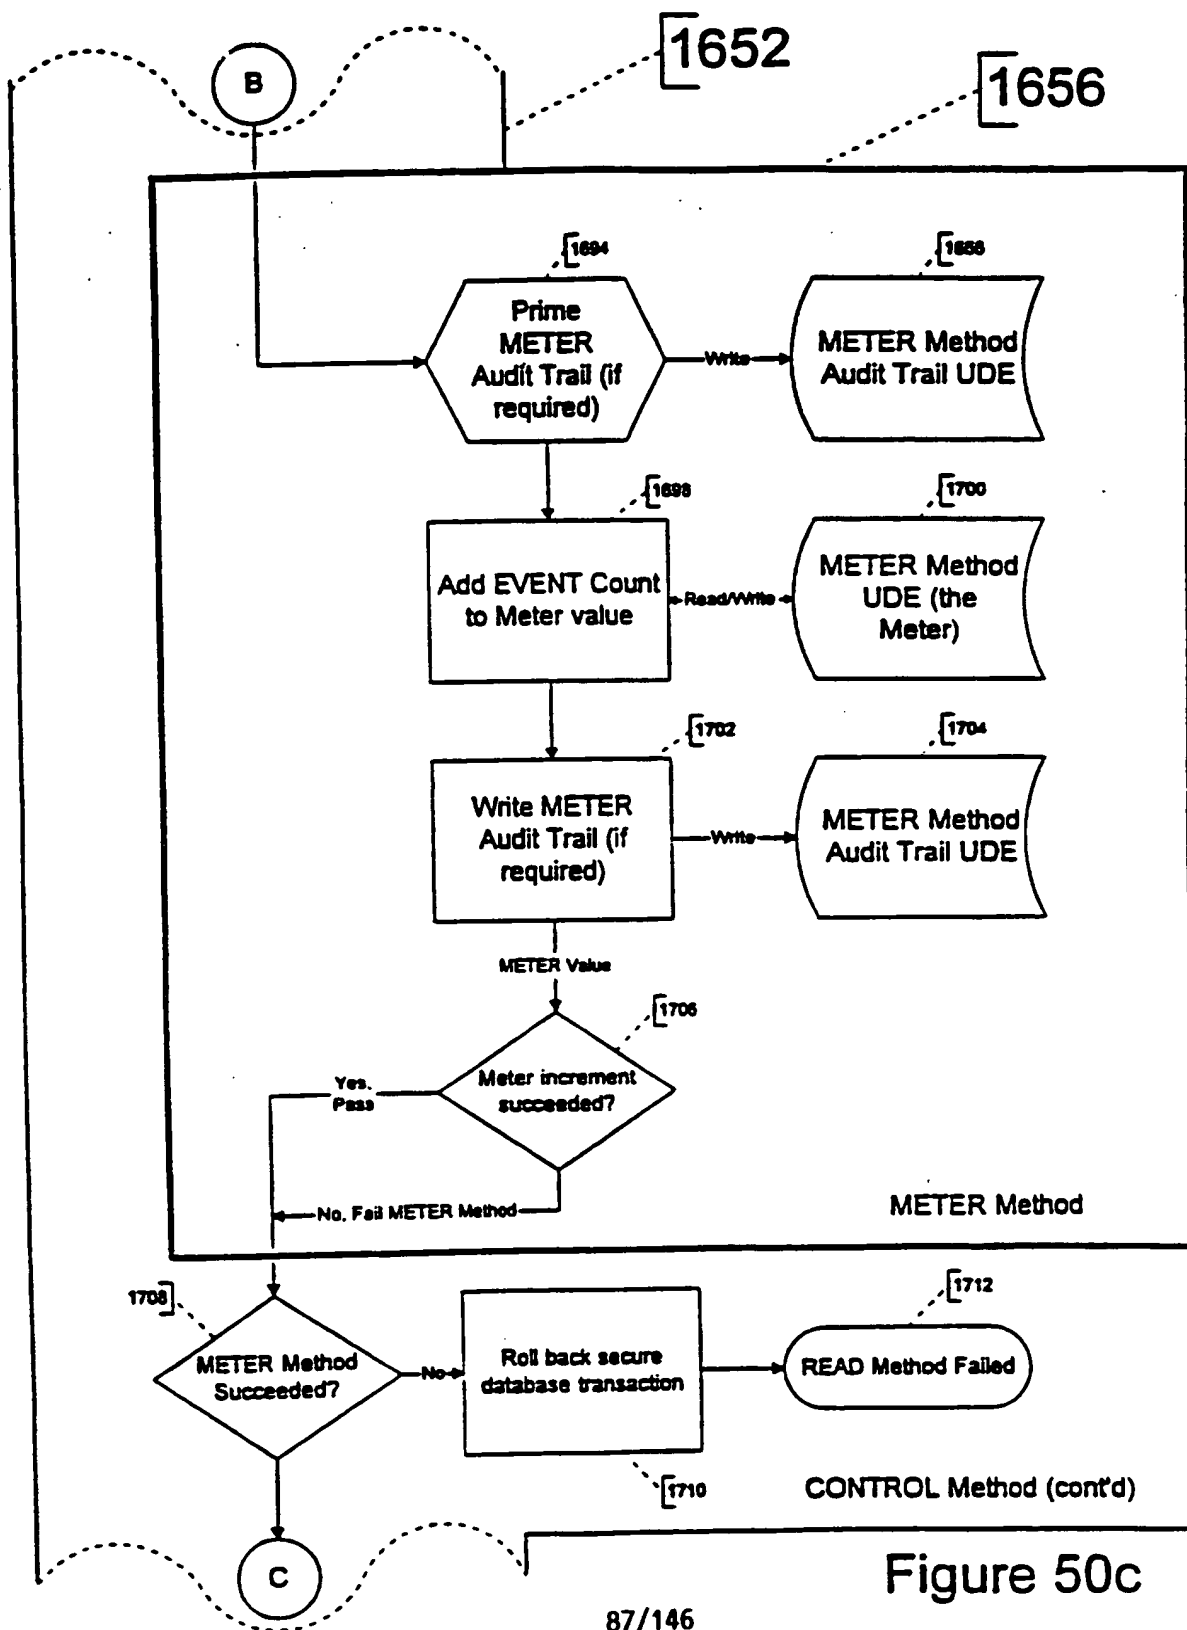 1652
1656
B
1694
Prime
METER
Audit Trail (if
required)
Write
1656
METER Method
Audit Trail UDE
1698
Add EVENT Count
to Meter value
Read/Write
1700
METER Method
UDE (the
Meter)
1702
Write METER
Audit Trail (if
required)
Write
1704
METER Method
Audit Trail UDE
METER Value
1706
Meter increment
succeeded?
Yes,
Pass
No, Fail METER Method
METER Method
1708
METER Method
Succeeded?
No
Roll back secure
database transaction
1710
1712
READ Method Failed
CONTROL Method (cont'd)
C
Figure 50c
87/146